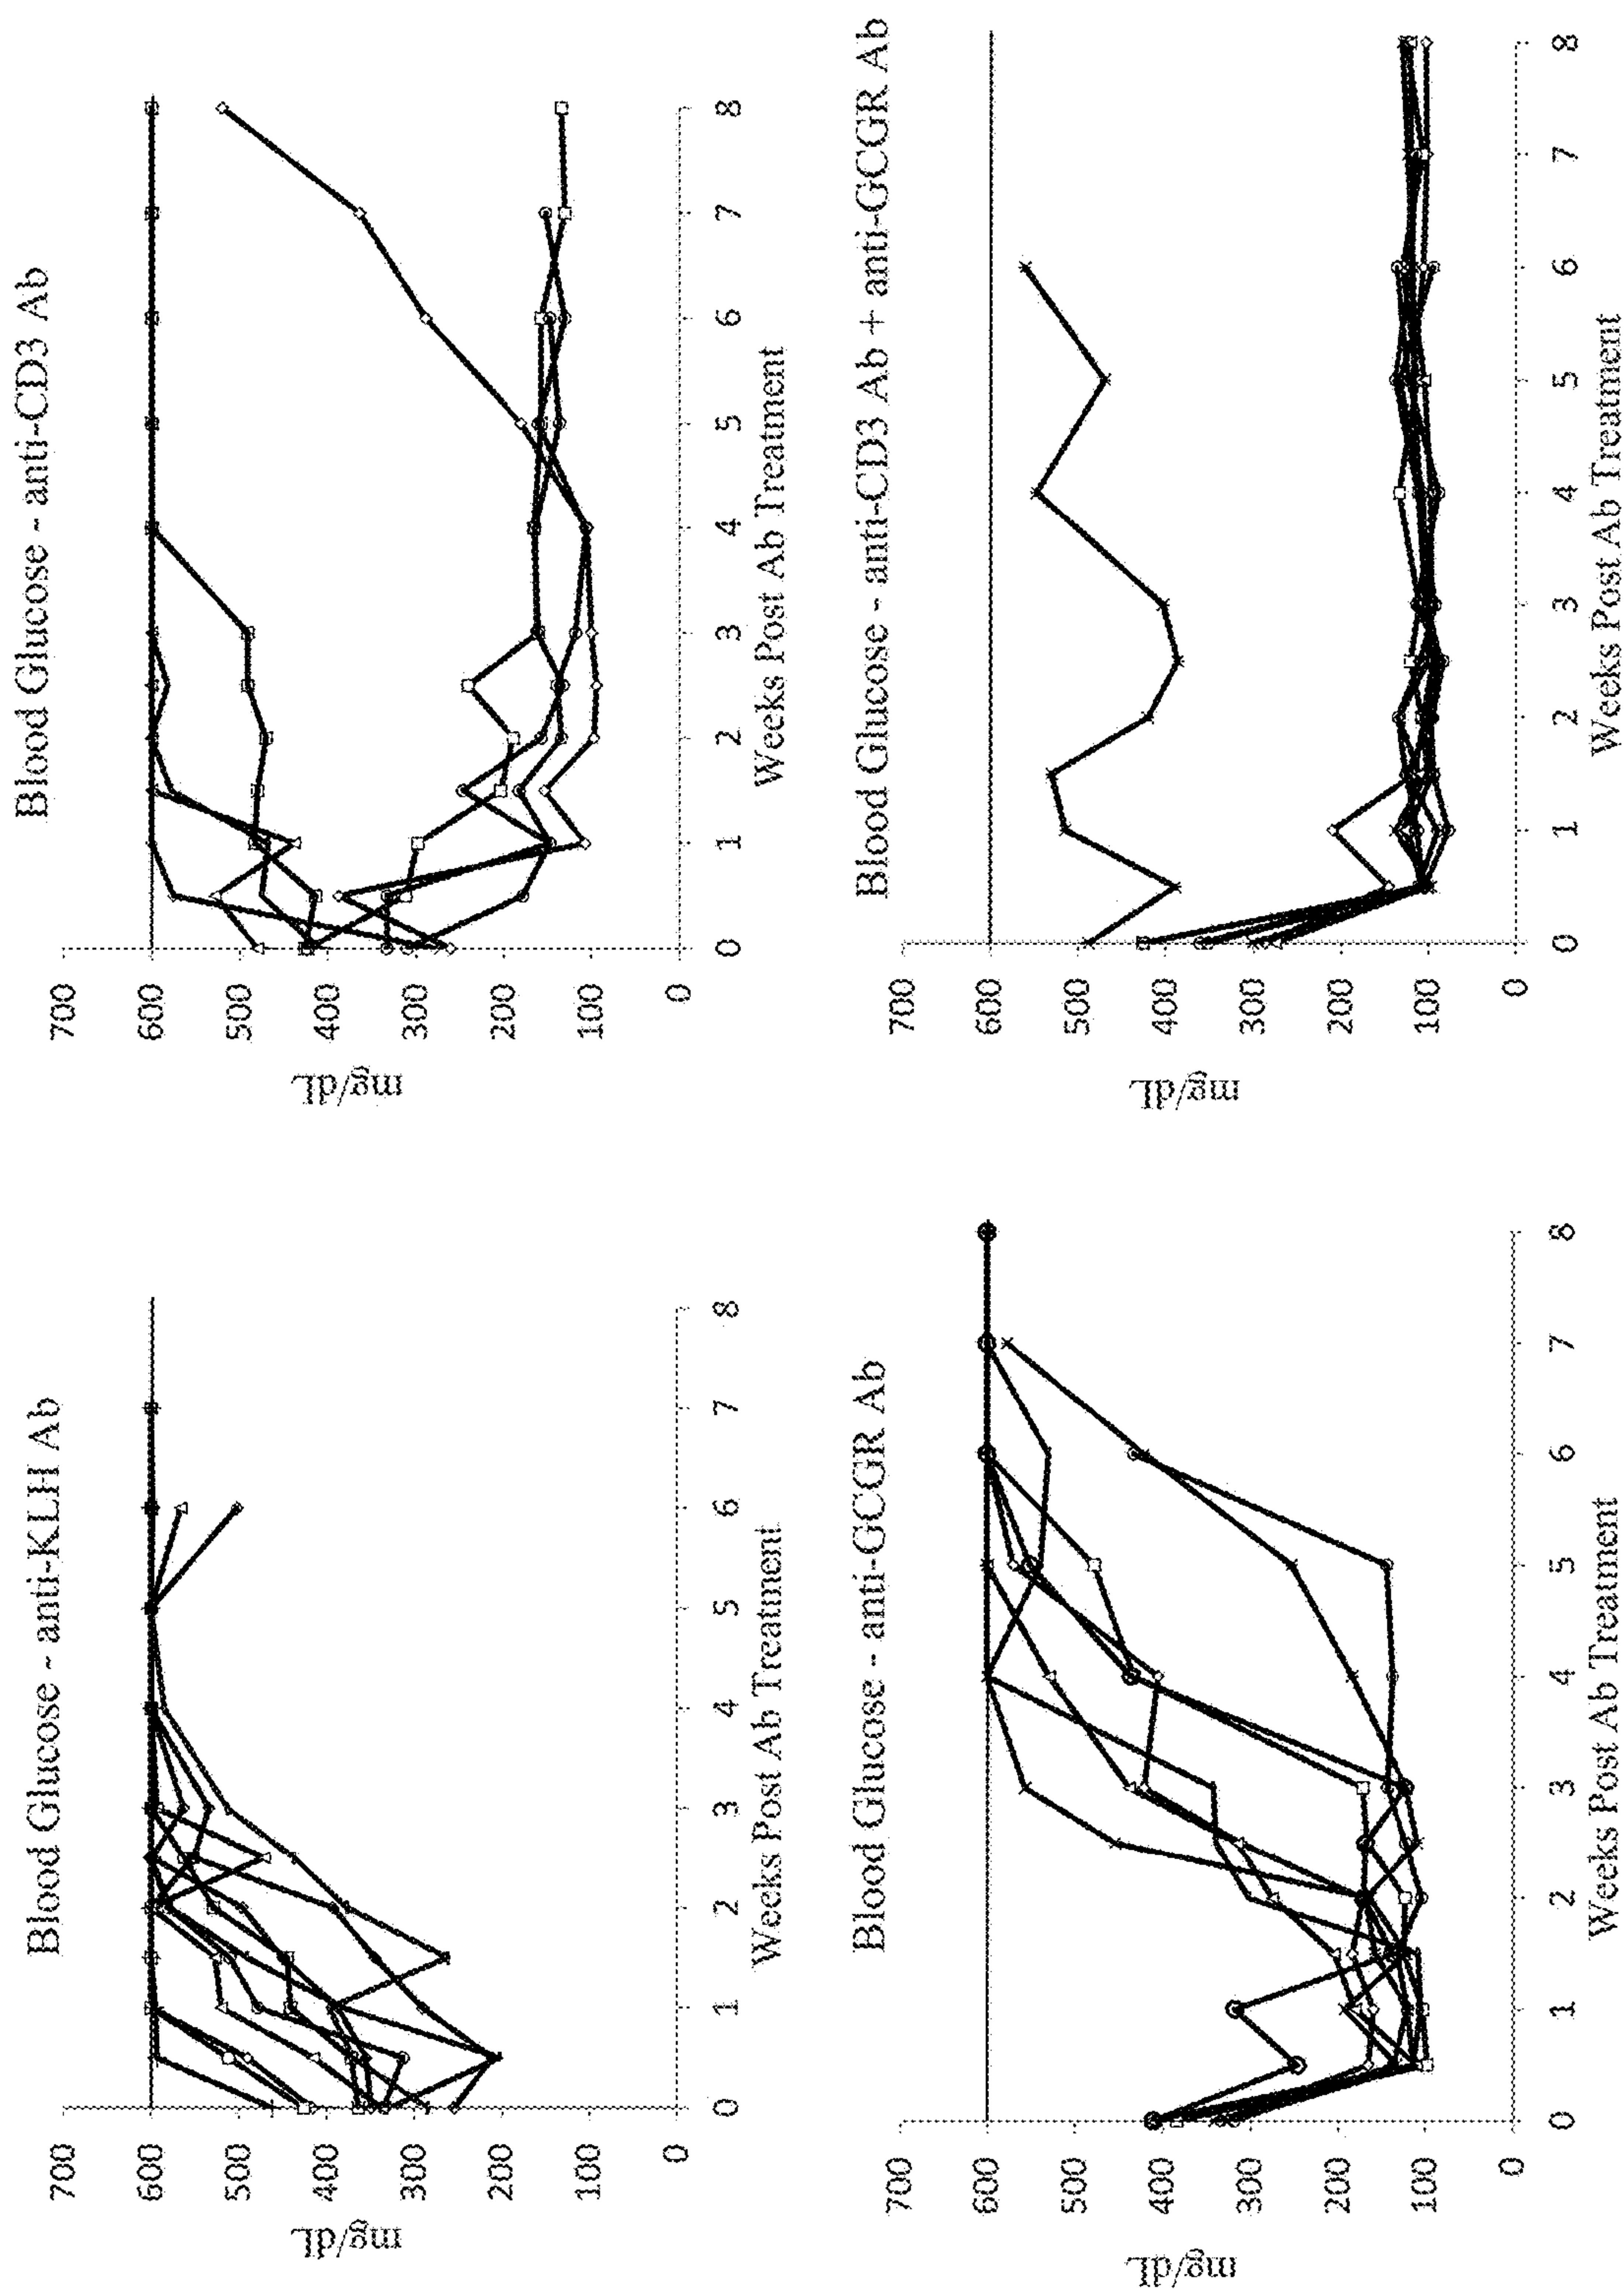 Blood Glucose - anti-KLH Ab
mg/dL
700
600
500
400
300
200
100
0
0 1 2 3 4 5 6 7 8
Weeks Post Ab Treatment
Blood Glucose - anti-CD3 Ab
mg/dL
700
600
500
400
300
200
100
0
0 1 2 3 4 5 6 7 8
Weeks Post Ab Treatment
Blood Glucose - anti-GCGR Ab
mg/dL
700
600
500
400
300
200
100
0
0 1 2 3 4 5 6 7 8
Weeks Post Ab Treatment
Blood Glucose - anti-CD3 Ab + anti-GCGR Ab
mg/dL
700
600
500
400
300
200
100
0
0 1 2 3 4 5 6 7 8
Weeks Post Ab Treatment